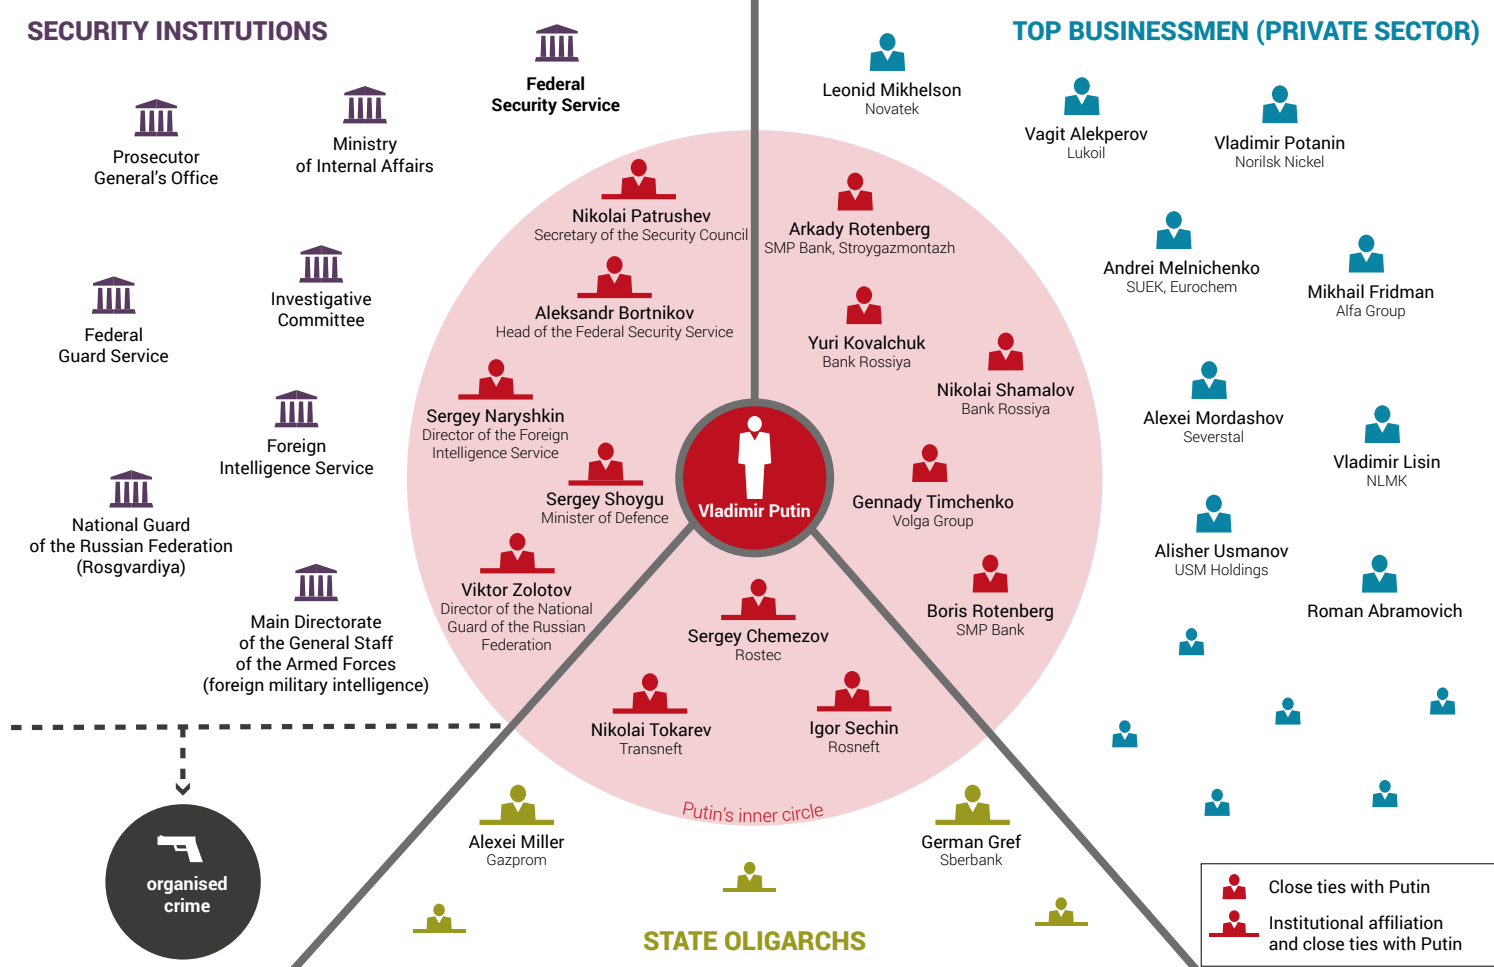 SECURITY INSTITUTIONS
Federal
Security Service
Prosecutor
General's Office
Ministry
of Internal Affairs
Federal
Guard Service
Investigative
Committee
Foreign
Intelligence Service
National Guard
of the Russian Federation
(Rosgvardiya)
Main Directorate
of the General Staff
of the Armed Forces
(foreign military intelligence)
organised
crime
Nikolai Patrushev
Secretary of the Security Council
Aleksandr Bortnikov
Head of the Federal Security Service
Sergey Naryshkin
Director of the Foreign
Intelligence Service
Sergey Shoygu
Minister of Defence
Viktor Zolotov
Director of the National
Guard of the Russian
Federation
Vladimir Putin
TOP BUSINESSMEN (PRIVATE SECTOR)
Leonid Mikhelson
Novatek
Vagit Alekperov
Lukoil
Vladimir Potanin
Norilsk Nickel
Arkady Rotenberg
SMP Bank, Stroygazmontazh
Andrei Melnichenko
SUEK, Eurochem
Mikhail Fridman
Alfa Group
Yuri Kovalchuk
Bank Rossiya
Nikolai Shamalov
Bank Rossiya
Alexei Mordashov
Severstal
Vladimir Lisin
NLMK
Gennady Timchenko
Volga Group
Alisher Usmanov
USM Holdings
Boris Rotenberg
SMP Bank
Roman Abramovich
Sergey Chemezov
Rostec
Nikolai Tokarev
Transneft
Igor Sechin
Rosneft
Putin's inner circle
Alexei Miller
Gazprom
German Gref
Sberbank
STATE OLIGARCHS
Close ties with Putin
Institutional affiliation
and close ties with Putin